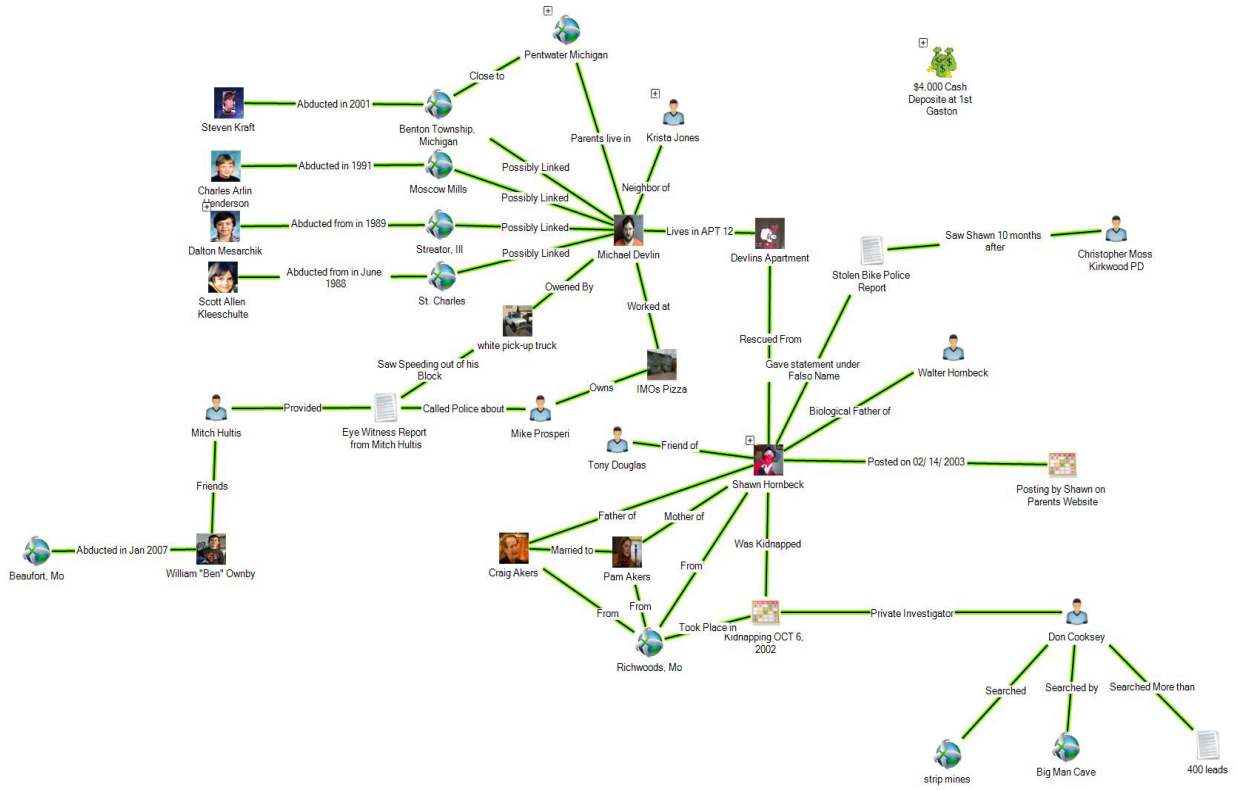 Pentwater Michigan
$4,000 Cash
Deposite at 1st
Gaston
Close to
Abducted in 2001
Steven Kraft
Benton Township,
Michigan
Krista Jones
Parents live in
Possibly Linked
Abducted in 1991
Charles Arlin
Henderson
Moscow Mills
Possibly Linked
Neighbor of
Abducted from in 1989
Dalton Mesarchik
Streator, Ill
Possibly Linked
Michael Devlin
Lives in APT 12
Devlins Apartment
Stolen Bike Police
Report
Saw Shawn 10 months
after
Christopher Moss
Kirkwood PD
Possibly Linked
Abducted from in June
1988
Scott Allen
Kleeschulte
St. Charles
Owened By
Worked at
white pick-up truck
Rescued From
Saw Speeding out of his
Block
Gave statement under
Falso Name
Walter Hornbeck
IMOs Pizza
Owns
Mitch Hultis
Provided
Eye Witness Report
from Mitch Hultis
Called Police about
Mike Prosperi
Biological Father of
Tony Douglas
Friend of
Shawn Hornbeck
Posted on 02/ 14/ 2003
Posting by Shawn on
Parents Website
Friends
Father of
Mother of
Was Kidnapped
Beaufort, Mo
Abducted in Jan 2007
William "Ben" Ownby
Craig Akers
Married to
Pam Akers
From
From
From
Took Place in
Kidnapping OCT 6,
2002
Private Investigator
Don Cooksey
Richwoods, Mo
Searched
Searched by
Searched More than
strip mines
Big Man Cave
400 leads